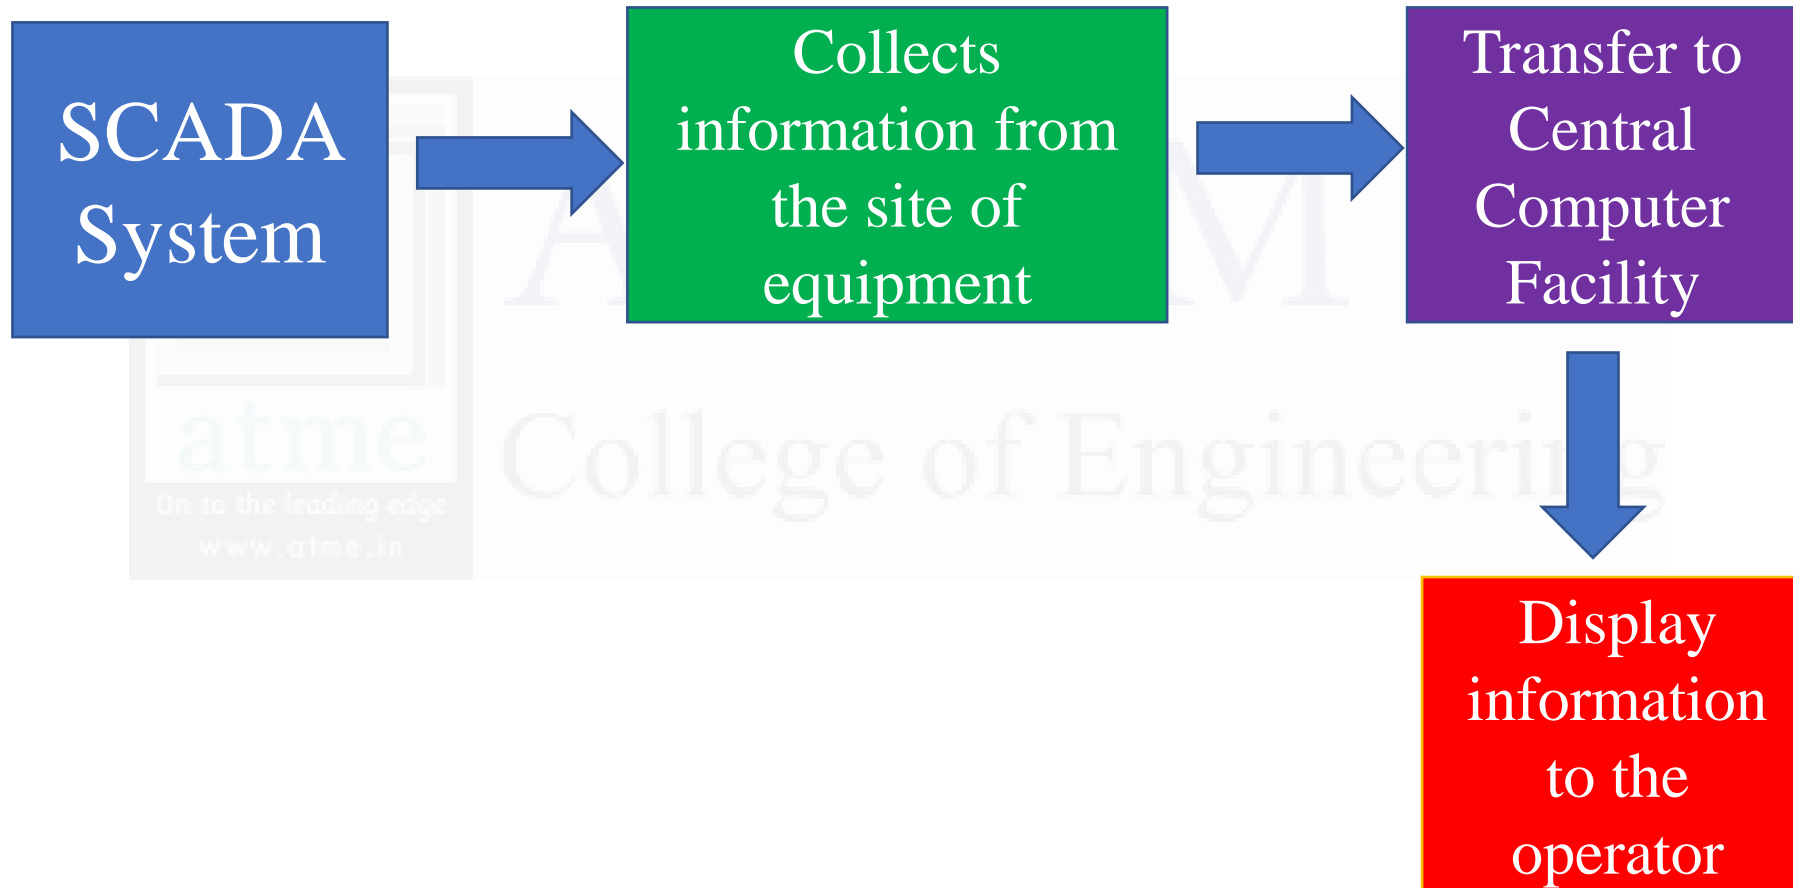 SCADA
System
Collects
information from
the site of
equipment
Transfer to
Central
Computer
Facility
atme
College of Engineering
On to the leading edge
www.atme.in
Display
information
to the
operator